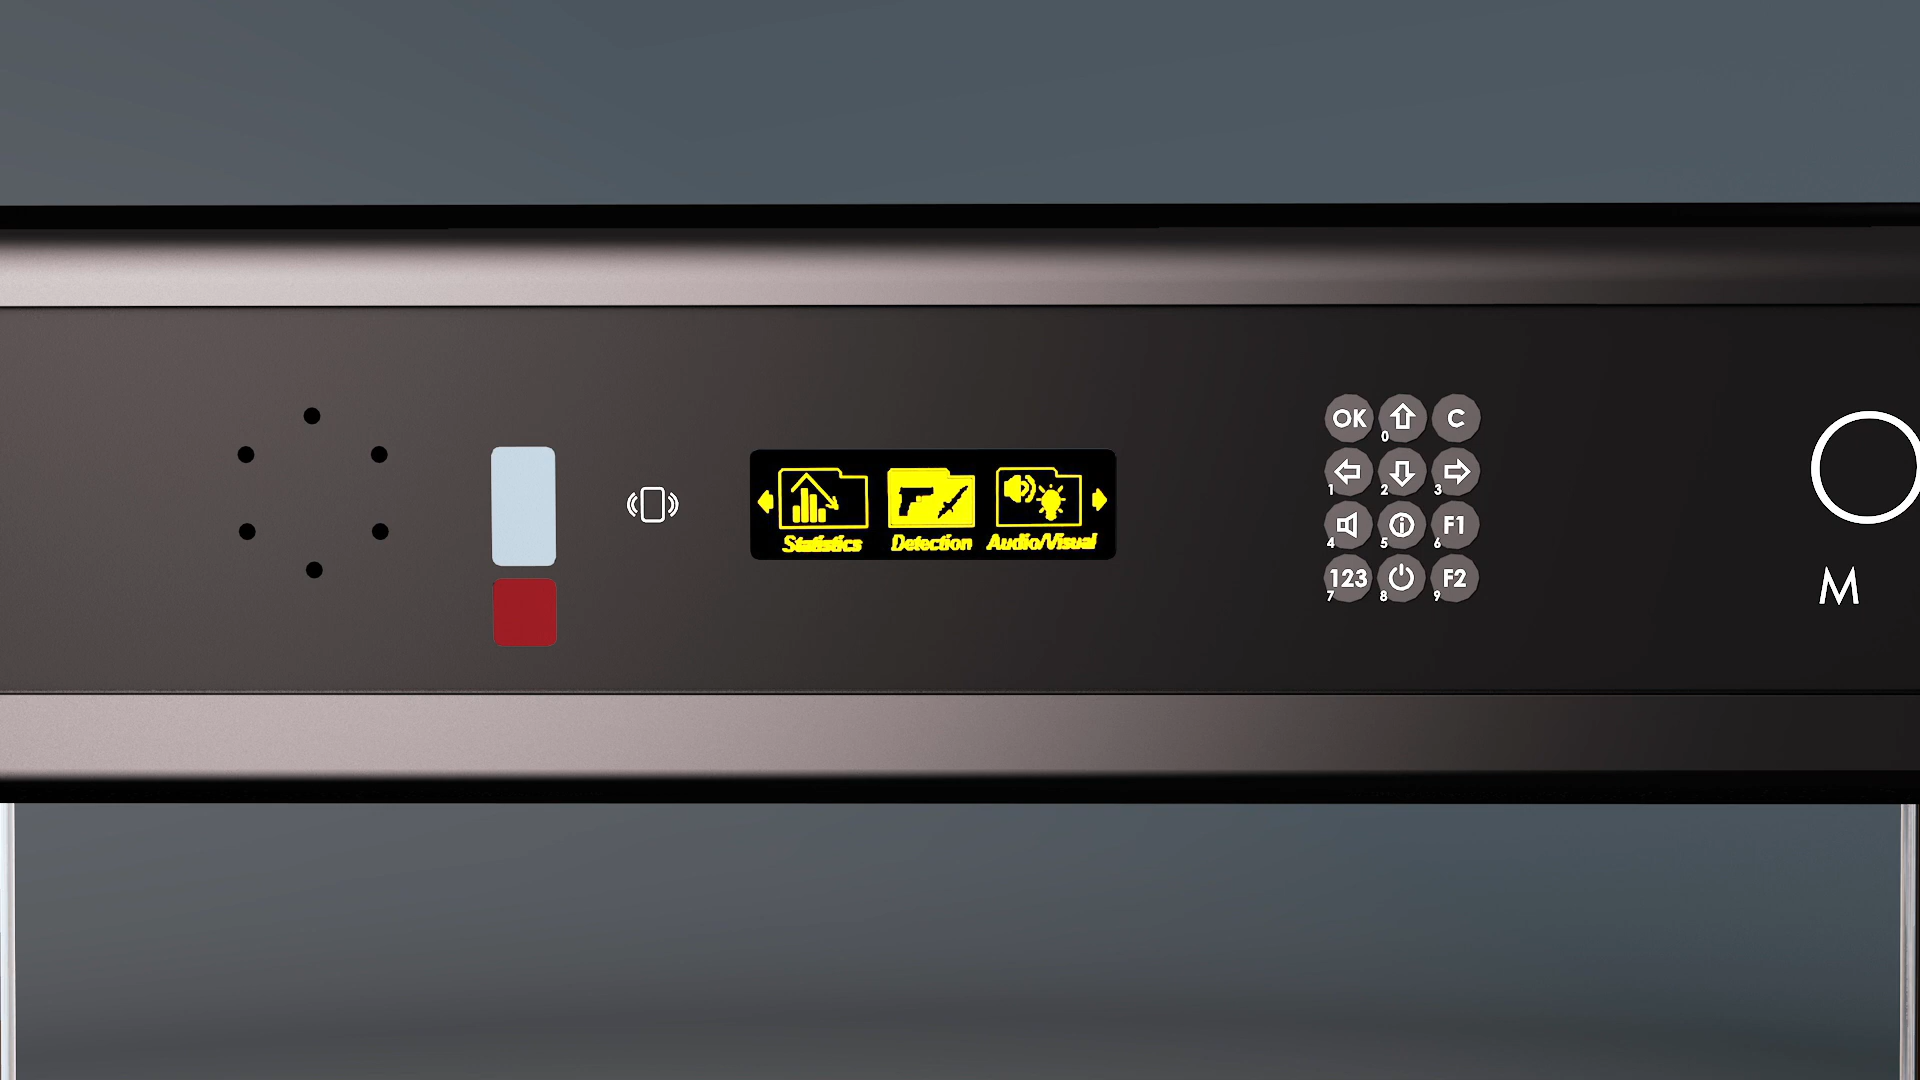 Statistics Detection Audio/Visual
OK 0 C
1 2 3
4 5 F1 6
123 7 8 F2 9
M